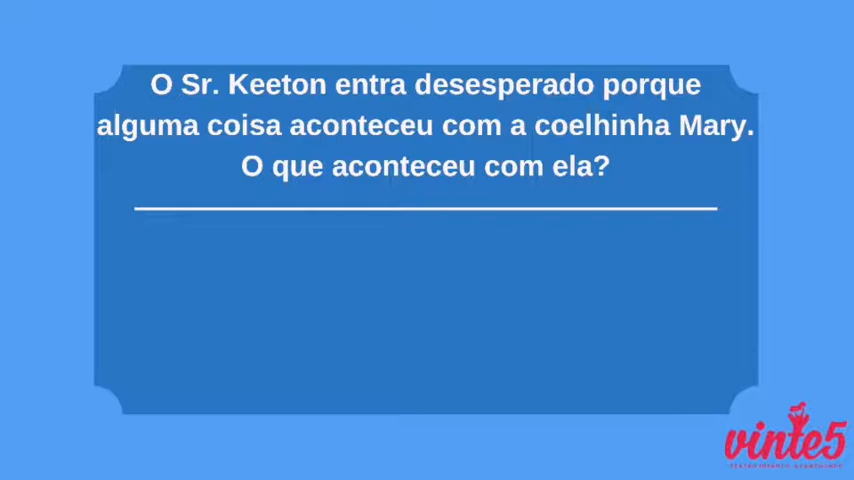 O Sr. Keeton entra desesperado porque
alguma coisa aconteceu com a coelhinha Mary.
O que aconteceu com ela?
vinte5